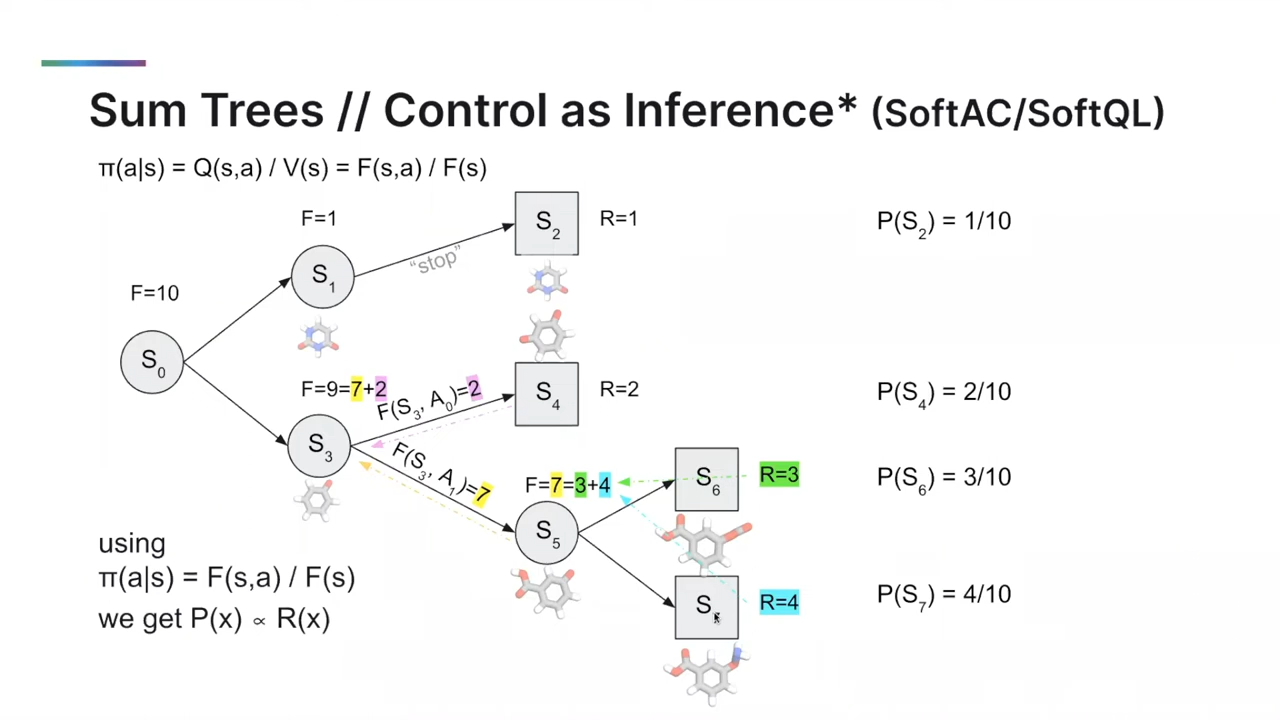 Sum Trees // Control as Inference* (SoftAC/SoftQL)
π(a|s) = Q(s,a) / V(s) = F(s,a) / F(s)
F=1
S2
R=1
P(S2) = 1/10
S1
"stop"
F=10
S0
F=9=7+2
F(S3, A0)=2
S4
R=2
P(S4) = 2/10
S3
F(S3, A1)=7
F=7=3+4
S6
R=3
P(S6) = 3/10
S5
using
π(a|s) = F(s,a) / F(s)
we get P(x) ∝ R(x)
S
R=4
P(S7) = 4/10